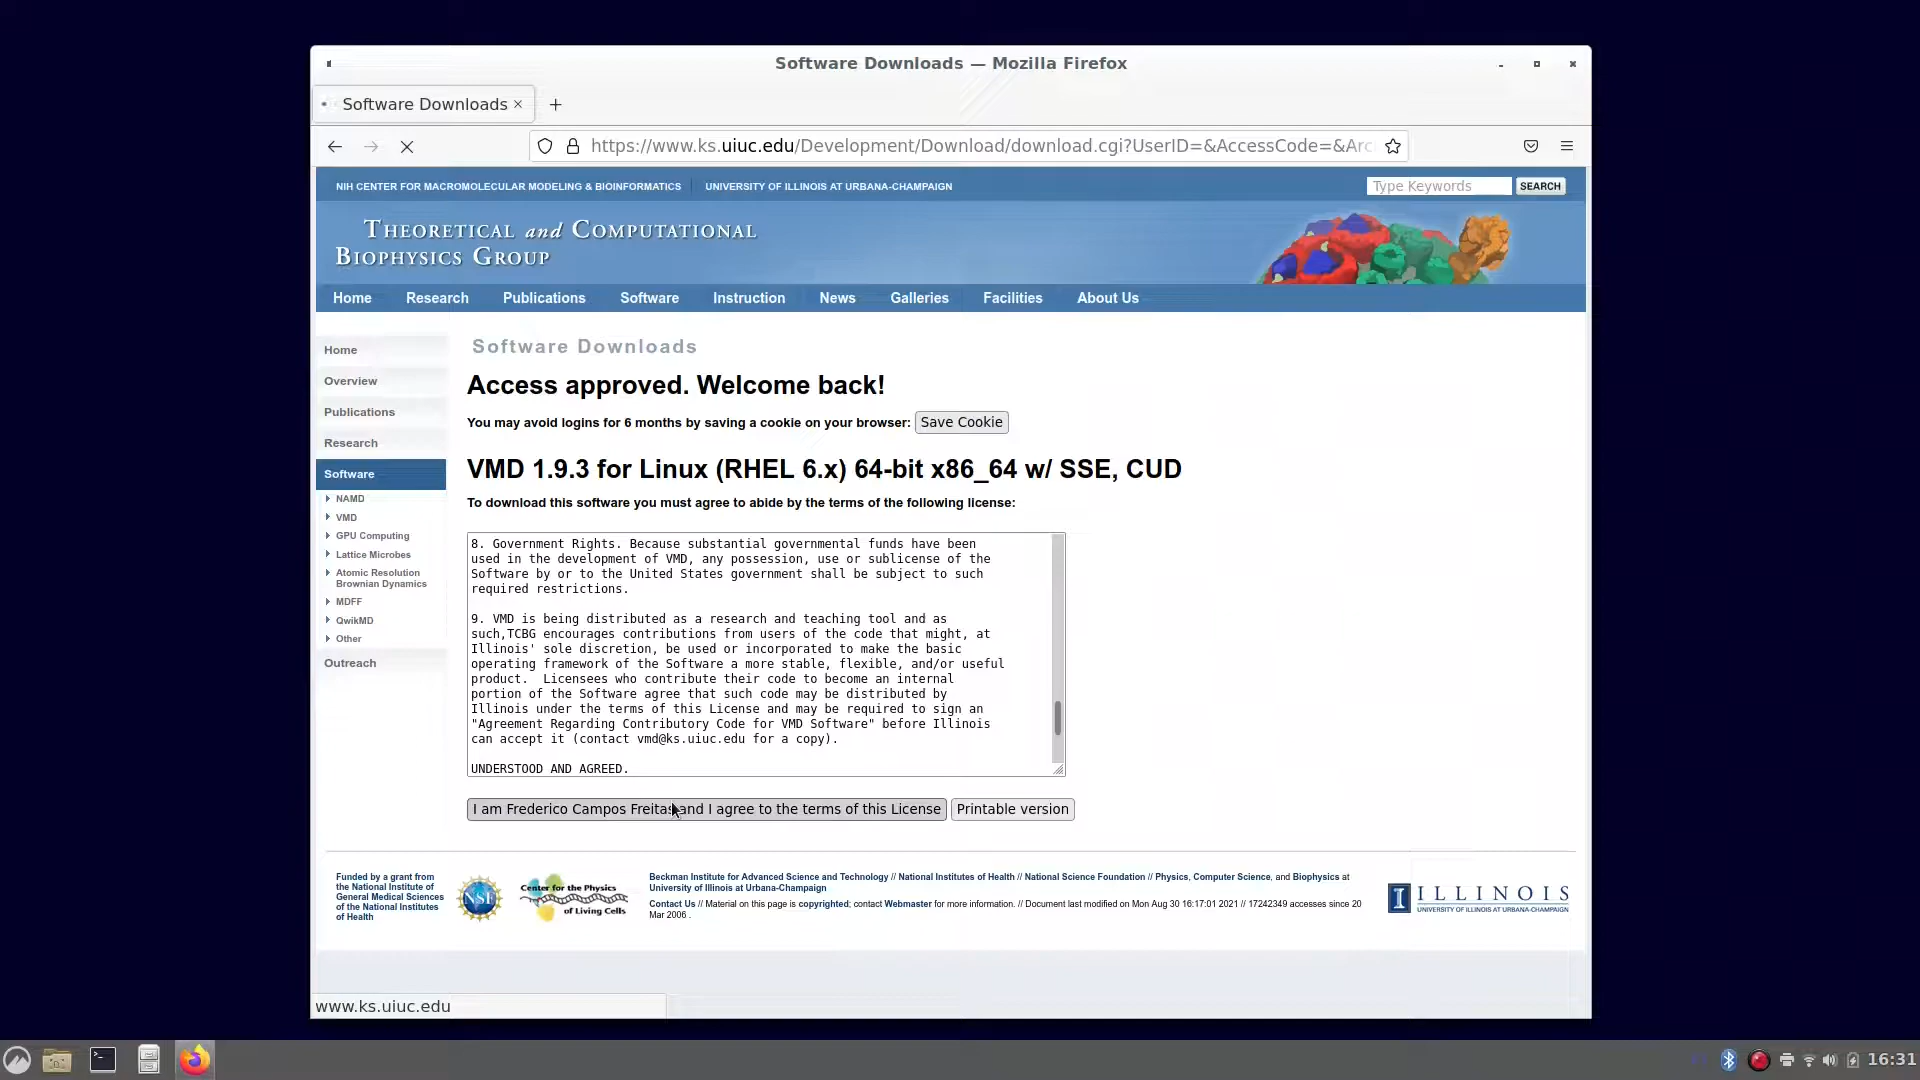 Software Downloads — Mozilla Firefox
Software Downloads
https://www.ks.uiuc.edu/Development/Download/download.cgi?UserID=&AccessCode=&Arc
NIH CENTER FOR MACROMOLECULAR MODELING & BIOINFORMATICS
UNIVERSITY OF ILLINOIS AT URBANA-CHAMPAIGN
Type Keywords
SEARCH
THEORETICAL and COMPUTATIONAL
BIOPHYSICS GROUP
Home Research Publications Software Instruction News Galleries Facilities About Us
Home
Overview
Publications
Research
Software
NAMD
VMD
GPU Computing
Lattice Microbes
Atomic Resolution
Brownian Dynamics
MDFF
QwikMD
Other
Outreach
Software Downloads
Access approved. Welcome back!
You may avoid logins for 6 months by saving a cookie on your browser: Save Cookie
VMD 1.9.3 for Linux (RHEL 6.x) 64-bit x86_64 w/ SSE, CUD
To download this software you must agree to abide by the terms of the following license:
8. Government Rights. Because substantial governmental funds have been
used in the development of VMD, any possession, use or sublicense of the
Software by or to the United States government shall be subject to such
required restrictions.
9. VMD is being distributed as a research and teaching tool and as
such,TCBG encourages contributions from users of the code that might, at
Illinois' sole discretion, be used or incorporated to make the basic
operating framework of the Software a more stable, flexible, and/or useful
product.  Licensees who contribute their code to become an internal
portion of the Software agree that such code may be distributed by
Illinois under the terms of this License and may be required to sign an
"Agreement Regarding Contributory Code for VMD Software" before Illinois
can accept it (contact vmd@ks.uiuc.edu for a copy).
UNDERSTOOD AND AGREED.
I am Frederico Campos Freitas and I agree to the terms of this License
Printable version
Funded by a grant from
the National Institute of
General Medical Sciences
of the National Institutes
of Health
NSF
Center for the Physics
of Living Cells
Beckman Institute for Advanced Science and Technology // National Institutes of Health // National Science Foundation // Physics, Computer Science, and Biophysics at
University of Illinois at Urbana-Champaign
Contact Us // Material on this page is copyrighted; contact Webmaster for more information. // Document last modified on Mon Aug 30 16:17:01 2021 // 17242349 accesses since 20
Mar 2006 .
I ILLINOIS
UNIVERSITY OF ILLINOIS AT URBANA-CHAMPAIGN
www.ks.uiuc.edu
16:31